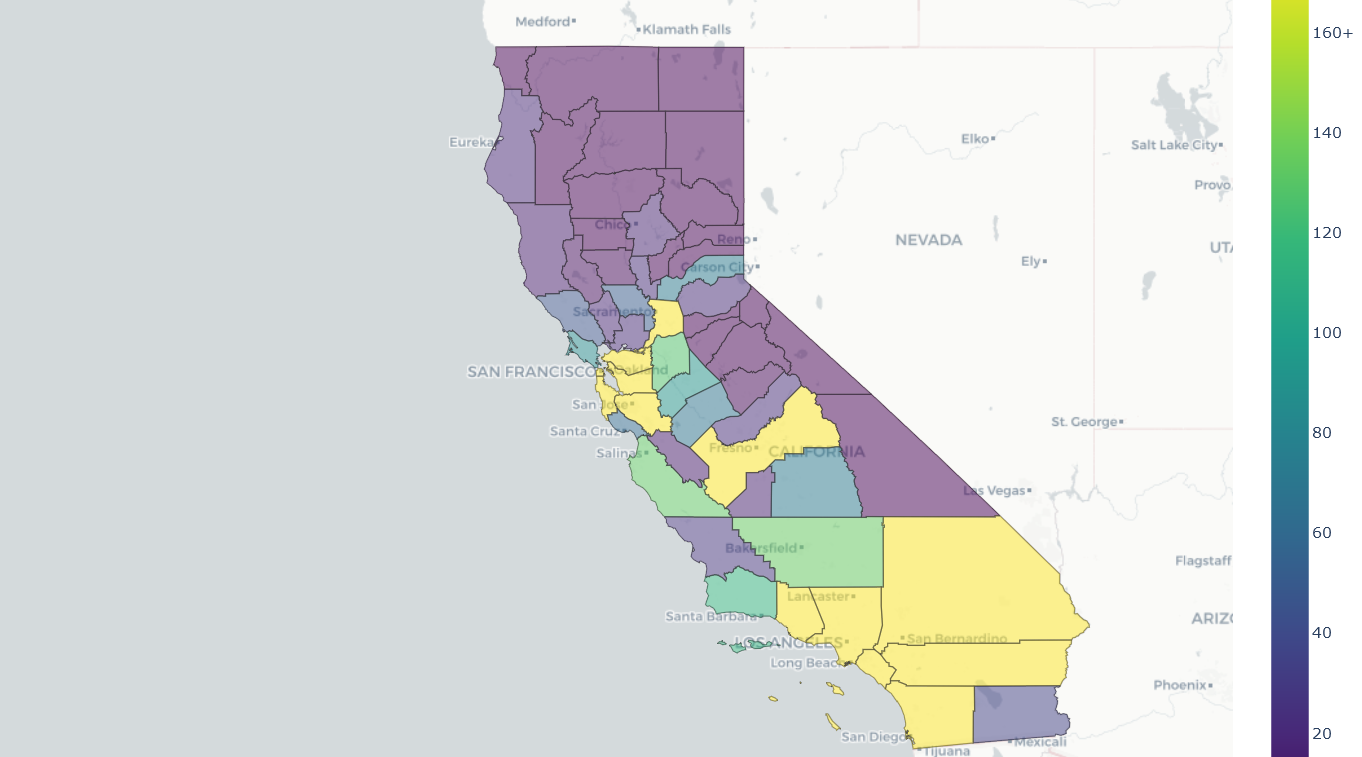 Medford
Klamath Falls
160+
Eureka
Elko
140
Salt Lake City
Provo
Chico
Reno
NEVADA
UTA
120
Carson City
Ely
Sacramento
100
SAN FRANCISCO
Oakland
San Jose
St. George
Santa Cruz
80
Salinas
Fresno
CALIFORNIA
Las Vegas
60
Bakersfield
Flagstaff
Lancaster
Santa Barbara
ARIZ
40
LOS ANGELES
San Bernardino
Long Beac
Phoenix
San Diego
Mexicali
20
Tijuana